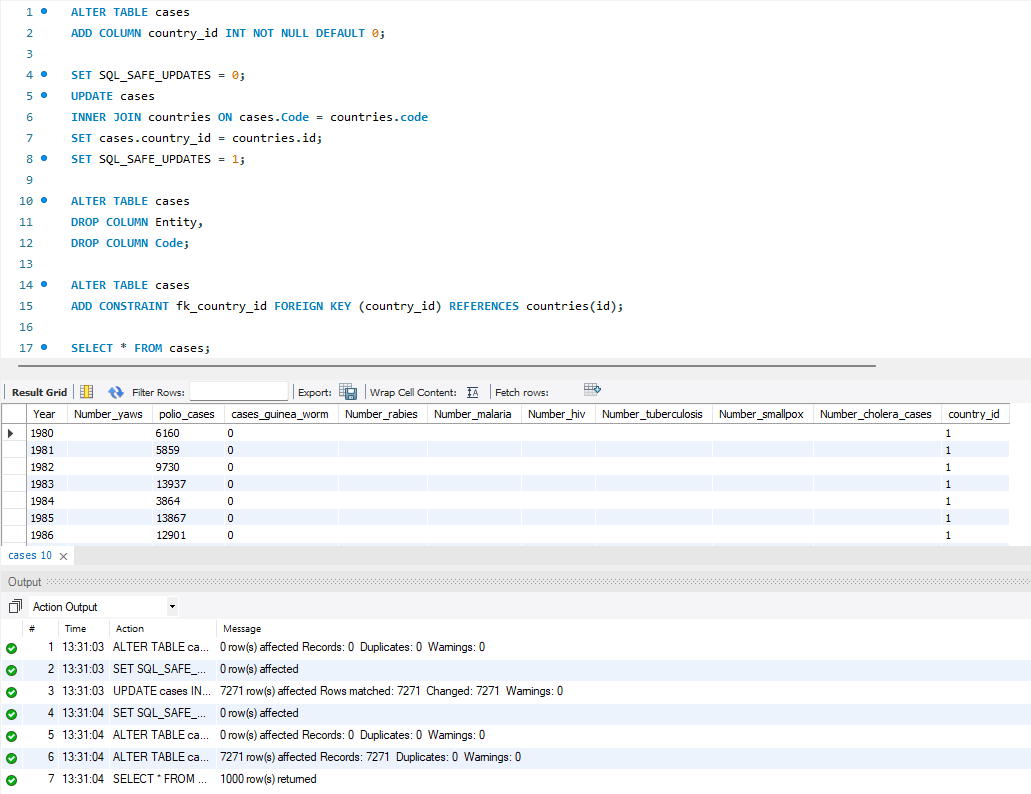 1 ALTER TABLE cases
2 ADD COLUMN country_id INT NOT NULL DEFAULT 0;
3
4 SET SQL_SAFE_UPDATES = 0;
5 UPDATE cases
6 INNER JOIN countries ON cases.Code = countries.code
7 SET cases.country_id = countries.id;
8 SET SQL_SAFE_UPDATES = 1;
9
10 ALTER TABLE cases
11 DROP COLUMN Entity,
12 DROP COLUMN Code;
13
14 ALTER TABLE cases
15 ADD CONSTRAINT fk_country_id FOREIGN KEY (country_id) REFERENCES countries(id);
16
17 SELECT * FROM cases;
Result Grid Filter Rows: Export: Wrap Cell Content: IA Fetch rows:
Year Number_yaws polio_cases cases_guinea_worm Number_rabies Number_malaria Number_hiv Number_tuberculosis Number_smallpox Number_cholera_cases country_id
1980 6160 0 1
1981 5859 0 1
1982 9730 0 1
1983 13937 0 1
1984 3864 0 1
1985 13867 0 1
1986 12901 0 1
cases 10
Output
Action Output
# Time Action Message
1 13:31:03 ALTER TABLE ca... 0 row(s) affected Records: 0 Duplicates: 0 Warnings: 0
2 13:31:03 SET SQL_SAFE_... 0 row(s) affected
3 13:31:03 UPDATE cases IN... 7271 row(s) affected Rows matched: 7271 Changed: 7271 Warnings: 0
4 13:31:04 SET SQL_SAFE_... 0 row(s) affected
5 13:31:04 ALTER TABLE ca... 0 row(s) affected Records: 0 Duplicates: 0 Warnings: 0
6 13:31:04 ALTER TABLE ca... 7271 row(s) affected Records: 7271 Duplicates: 0 Warnings: 0
7 13:31:04 SELECT * FROM ... 1000 row(s) returned